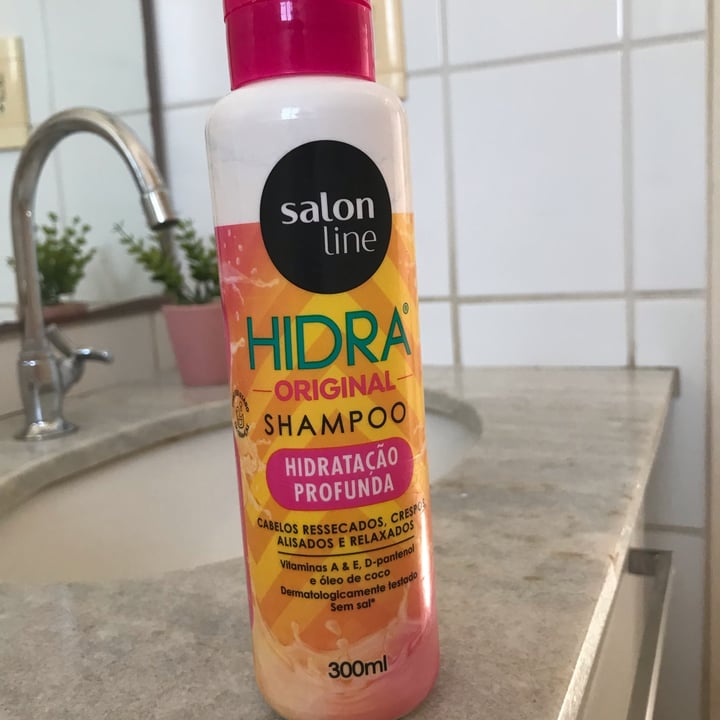 salon
line
HIDRA®
ORIGINAL
SHAMPOO
HIDRATAÇÃO
PROFUNDA
CABELOS RESSECADOS, CRESPOS,
ALISADOS E RELAXADOS
Vitaminas A & E, D-pantenol
e óleo de coco
Dermatologicamente testado
Sem sal*
300ml